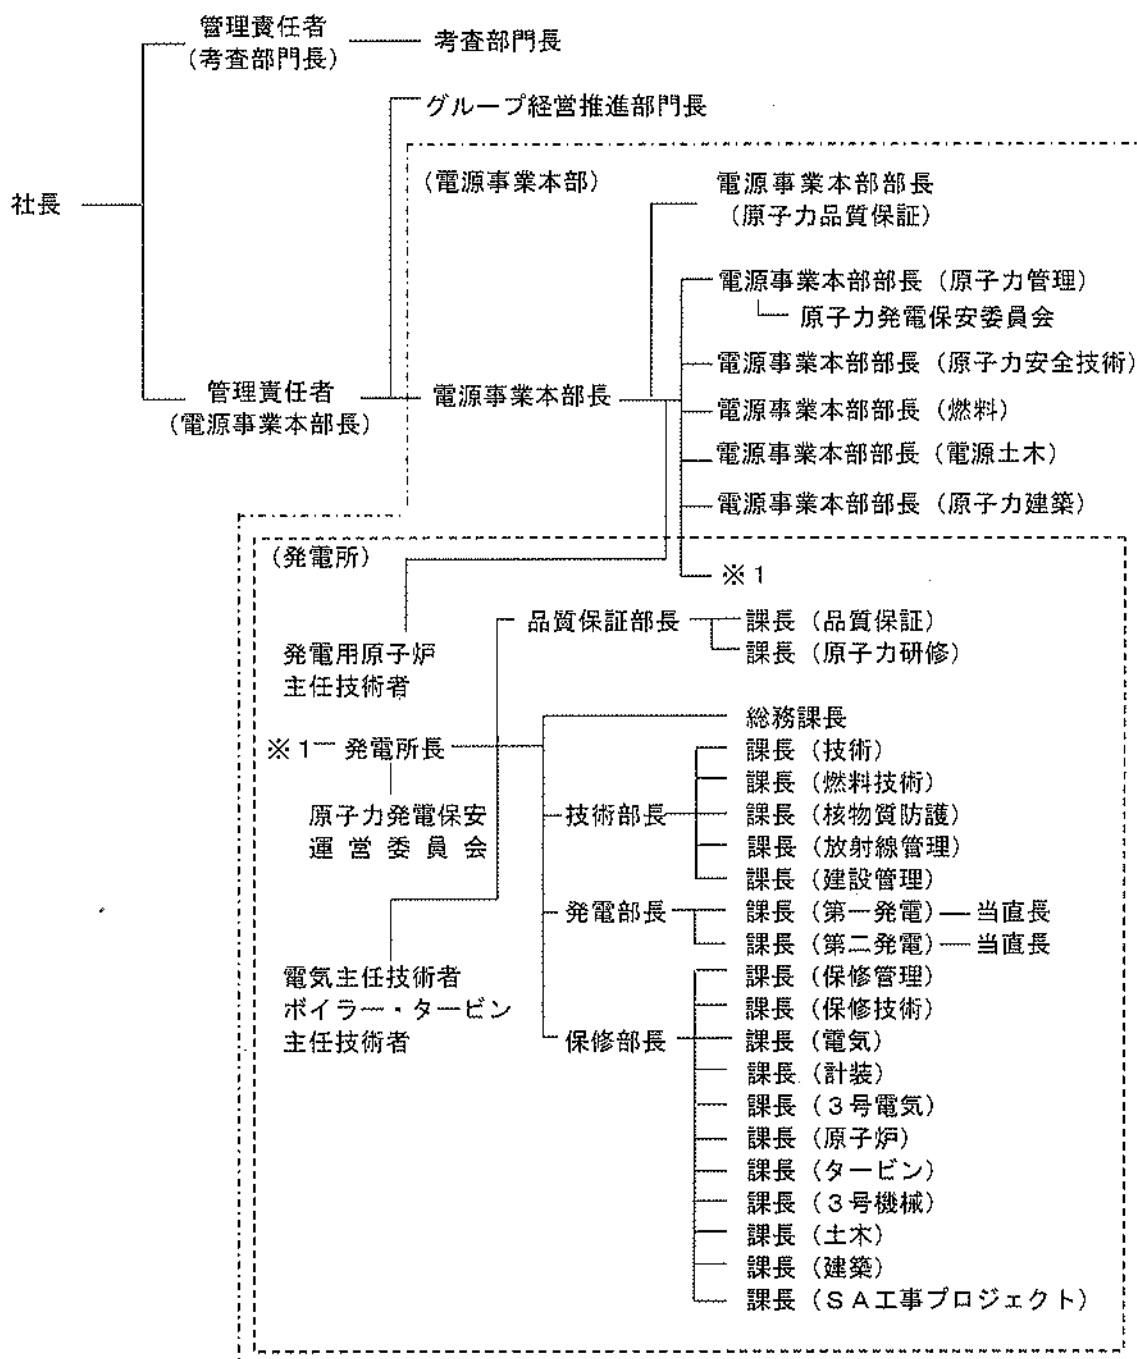 管理責任者
(考査部門長)
考査部門長
グループ経営推進部門長
社長
(電源事業本部)
電源事業本部部長
(原子力品質保証)
電源事業本部部長(原子力管理)
原子力発電保安委員会
電源事業本部部長(原子力安全技術)
管理責任者
(電源事業本部長)
電源事業本部長
電源事業本部部長(燃料)
電源事業本部部長(電源土木)
電源事業本部部長(原子力建築)
(発電所)
※1
品質保証部長
課長(品質保証)
課長(原子力研修)
発電用原子炉
主任技術者
※1
発電所長
原子力発電保安
運営委員会
総務課長
技術部長
課長(技術)
課長(燃料技術)
課長(核物質防護)
課長(放射線管理)
課長(建設管理)
発電部長
課長(第一発電)
当直長
課長(第二発電)
当直長
電気主任技術者
ボイラー・タービン
主任技術者
保修部長
課長(保修管理)
課長(保修技術)
課長(電気)
課長(計装)
課長(3号電気)
課長(原子炉)
課長(タービン)
課長(3号機械)
課長(土木)
課長(建築)
課長(SA工事プロジェクト)